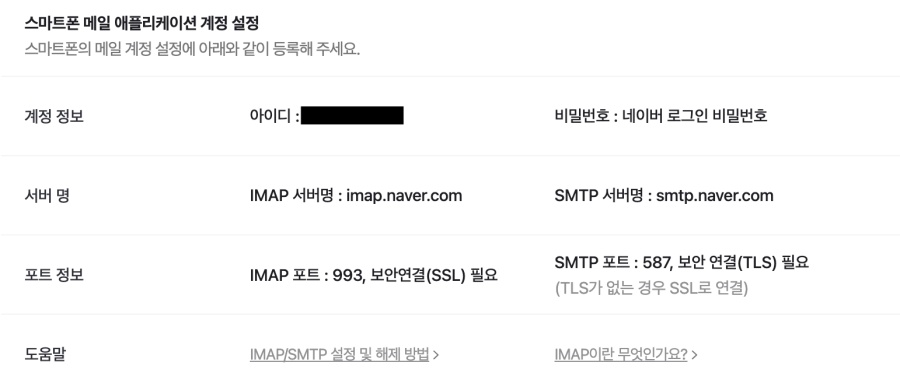 스마트폰 메일 애플리케이션 계정 설정
스마트폰의 메일 계정 설정에 아래와 같이 등록해 주세요.
계정 정보
아이디 :
비밀번호 : 네이버 로그인 비밀번호
서버 명
IMAP 서버명 : imap.naver.com
SMTP 서버명 : smtp.naver.com
포트 정보
IMAP 포트 : 993, 보안연결(SSL) 필요
SMTP 포트 : 587, 보안 연결(TLS) 필요
(TLS가 없는 경우 SSL로 연결)
도움말
IMAP/SMTP 설정 및 해제 방법 >
IMAP이란 무엇인가요? >